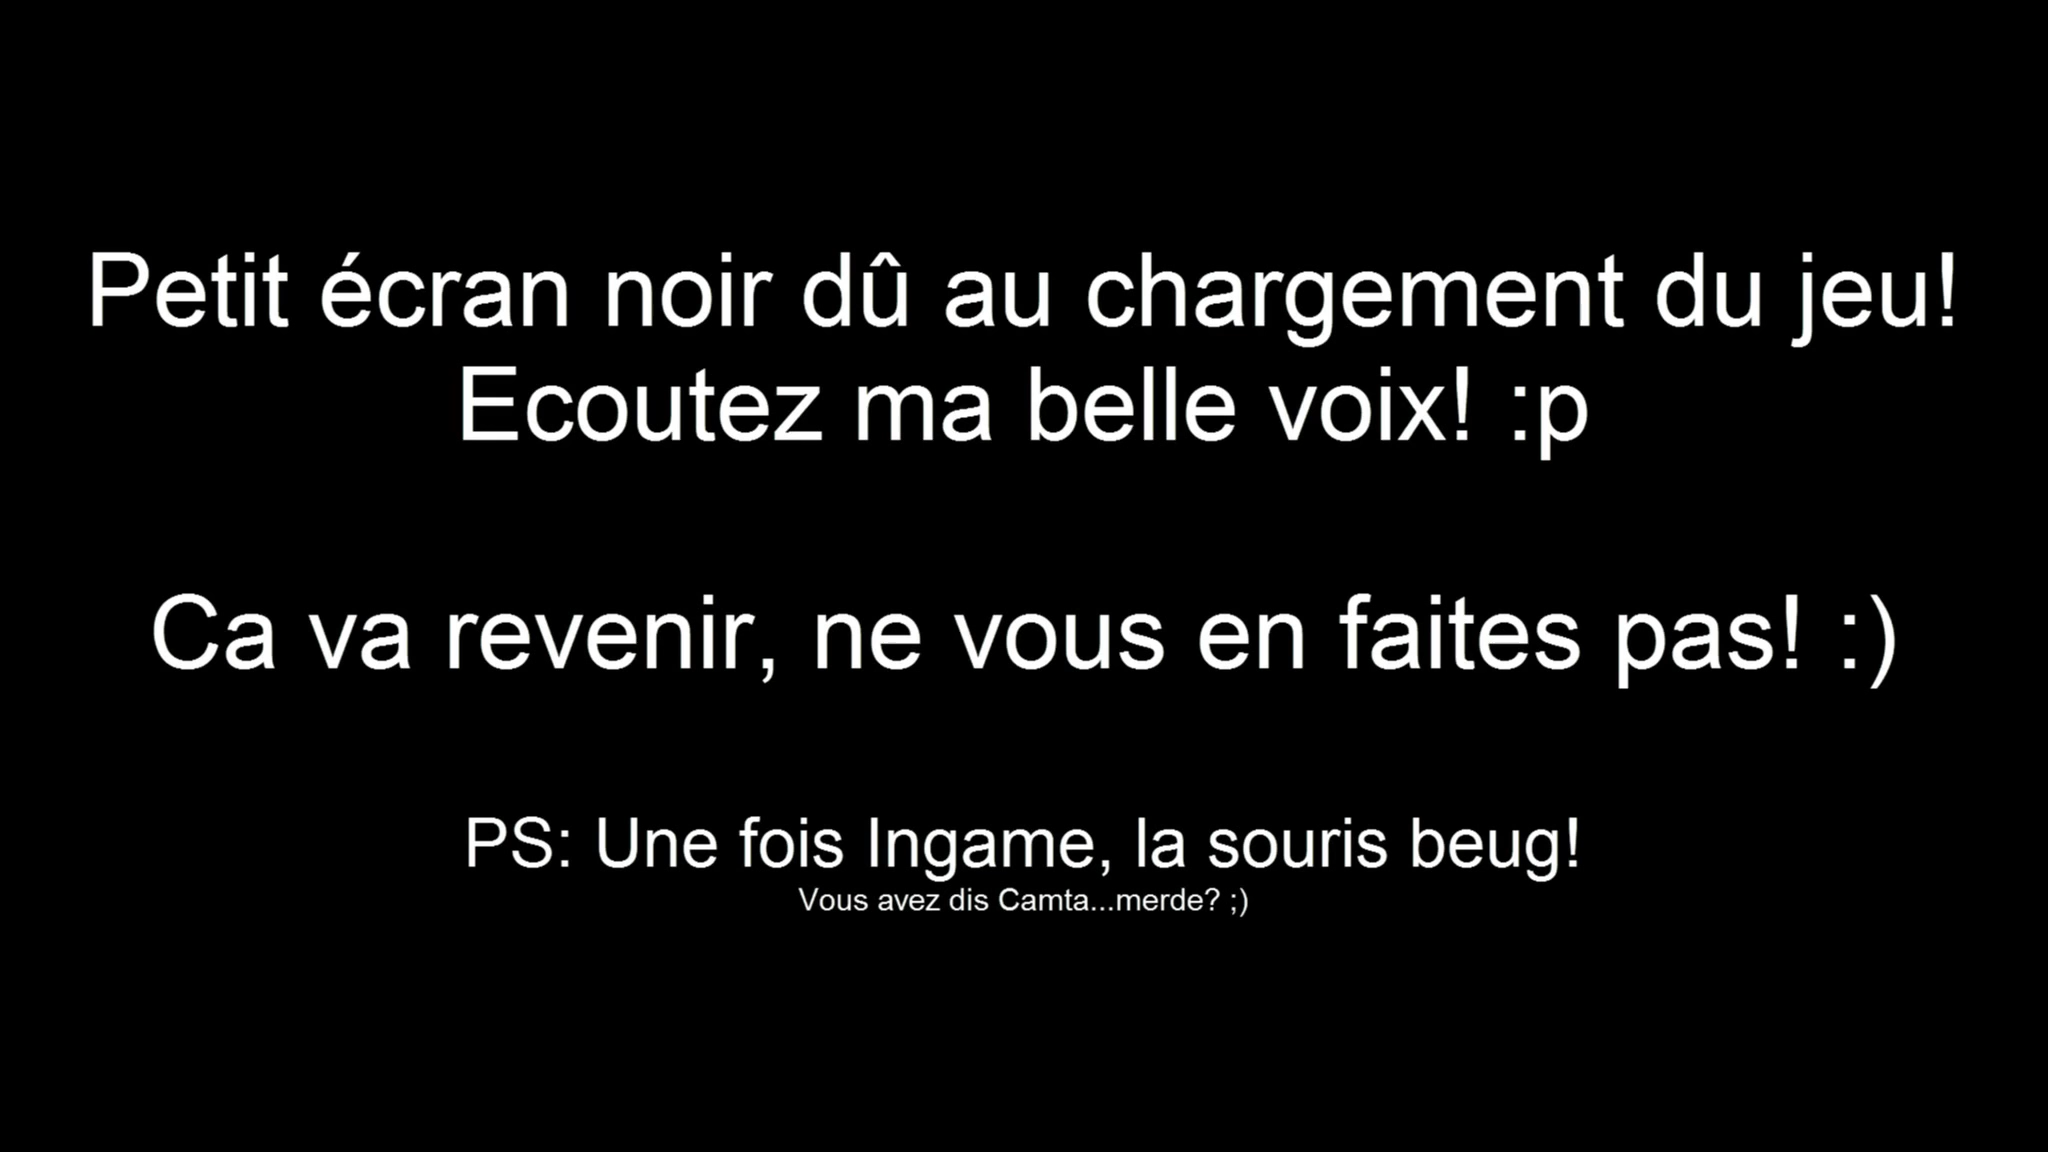 Petit écran noir dû au chargement du jeu!
Ecoutez ma belle voix! :p
Ca va revenir, ne vous en faites pas! :)
PS: Une fois Ingame, la souris beug!
Vous avez dis Camta...merde? ;)